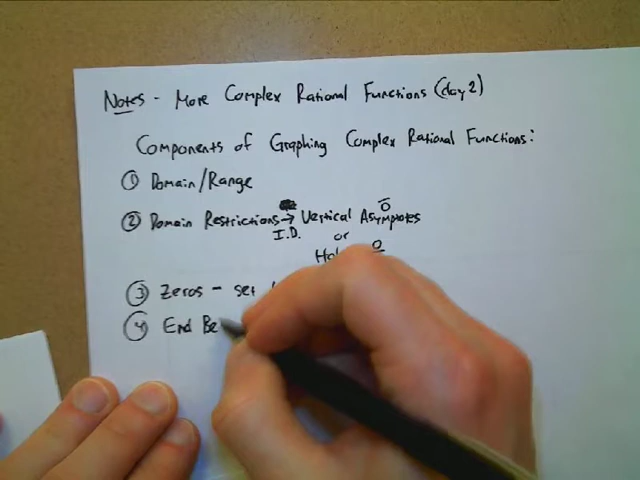 Notes - More Complex Rational Functions (day 2)
Components of Graphing Complex Rational Functions:
① Domain/Range
② Domain Restrictions → Vertical Asymptotes
I.D. or
③ Zeros - set
④ End Be